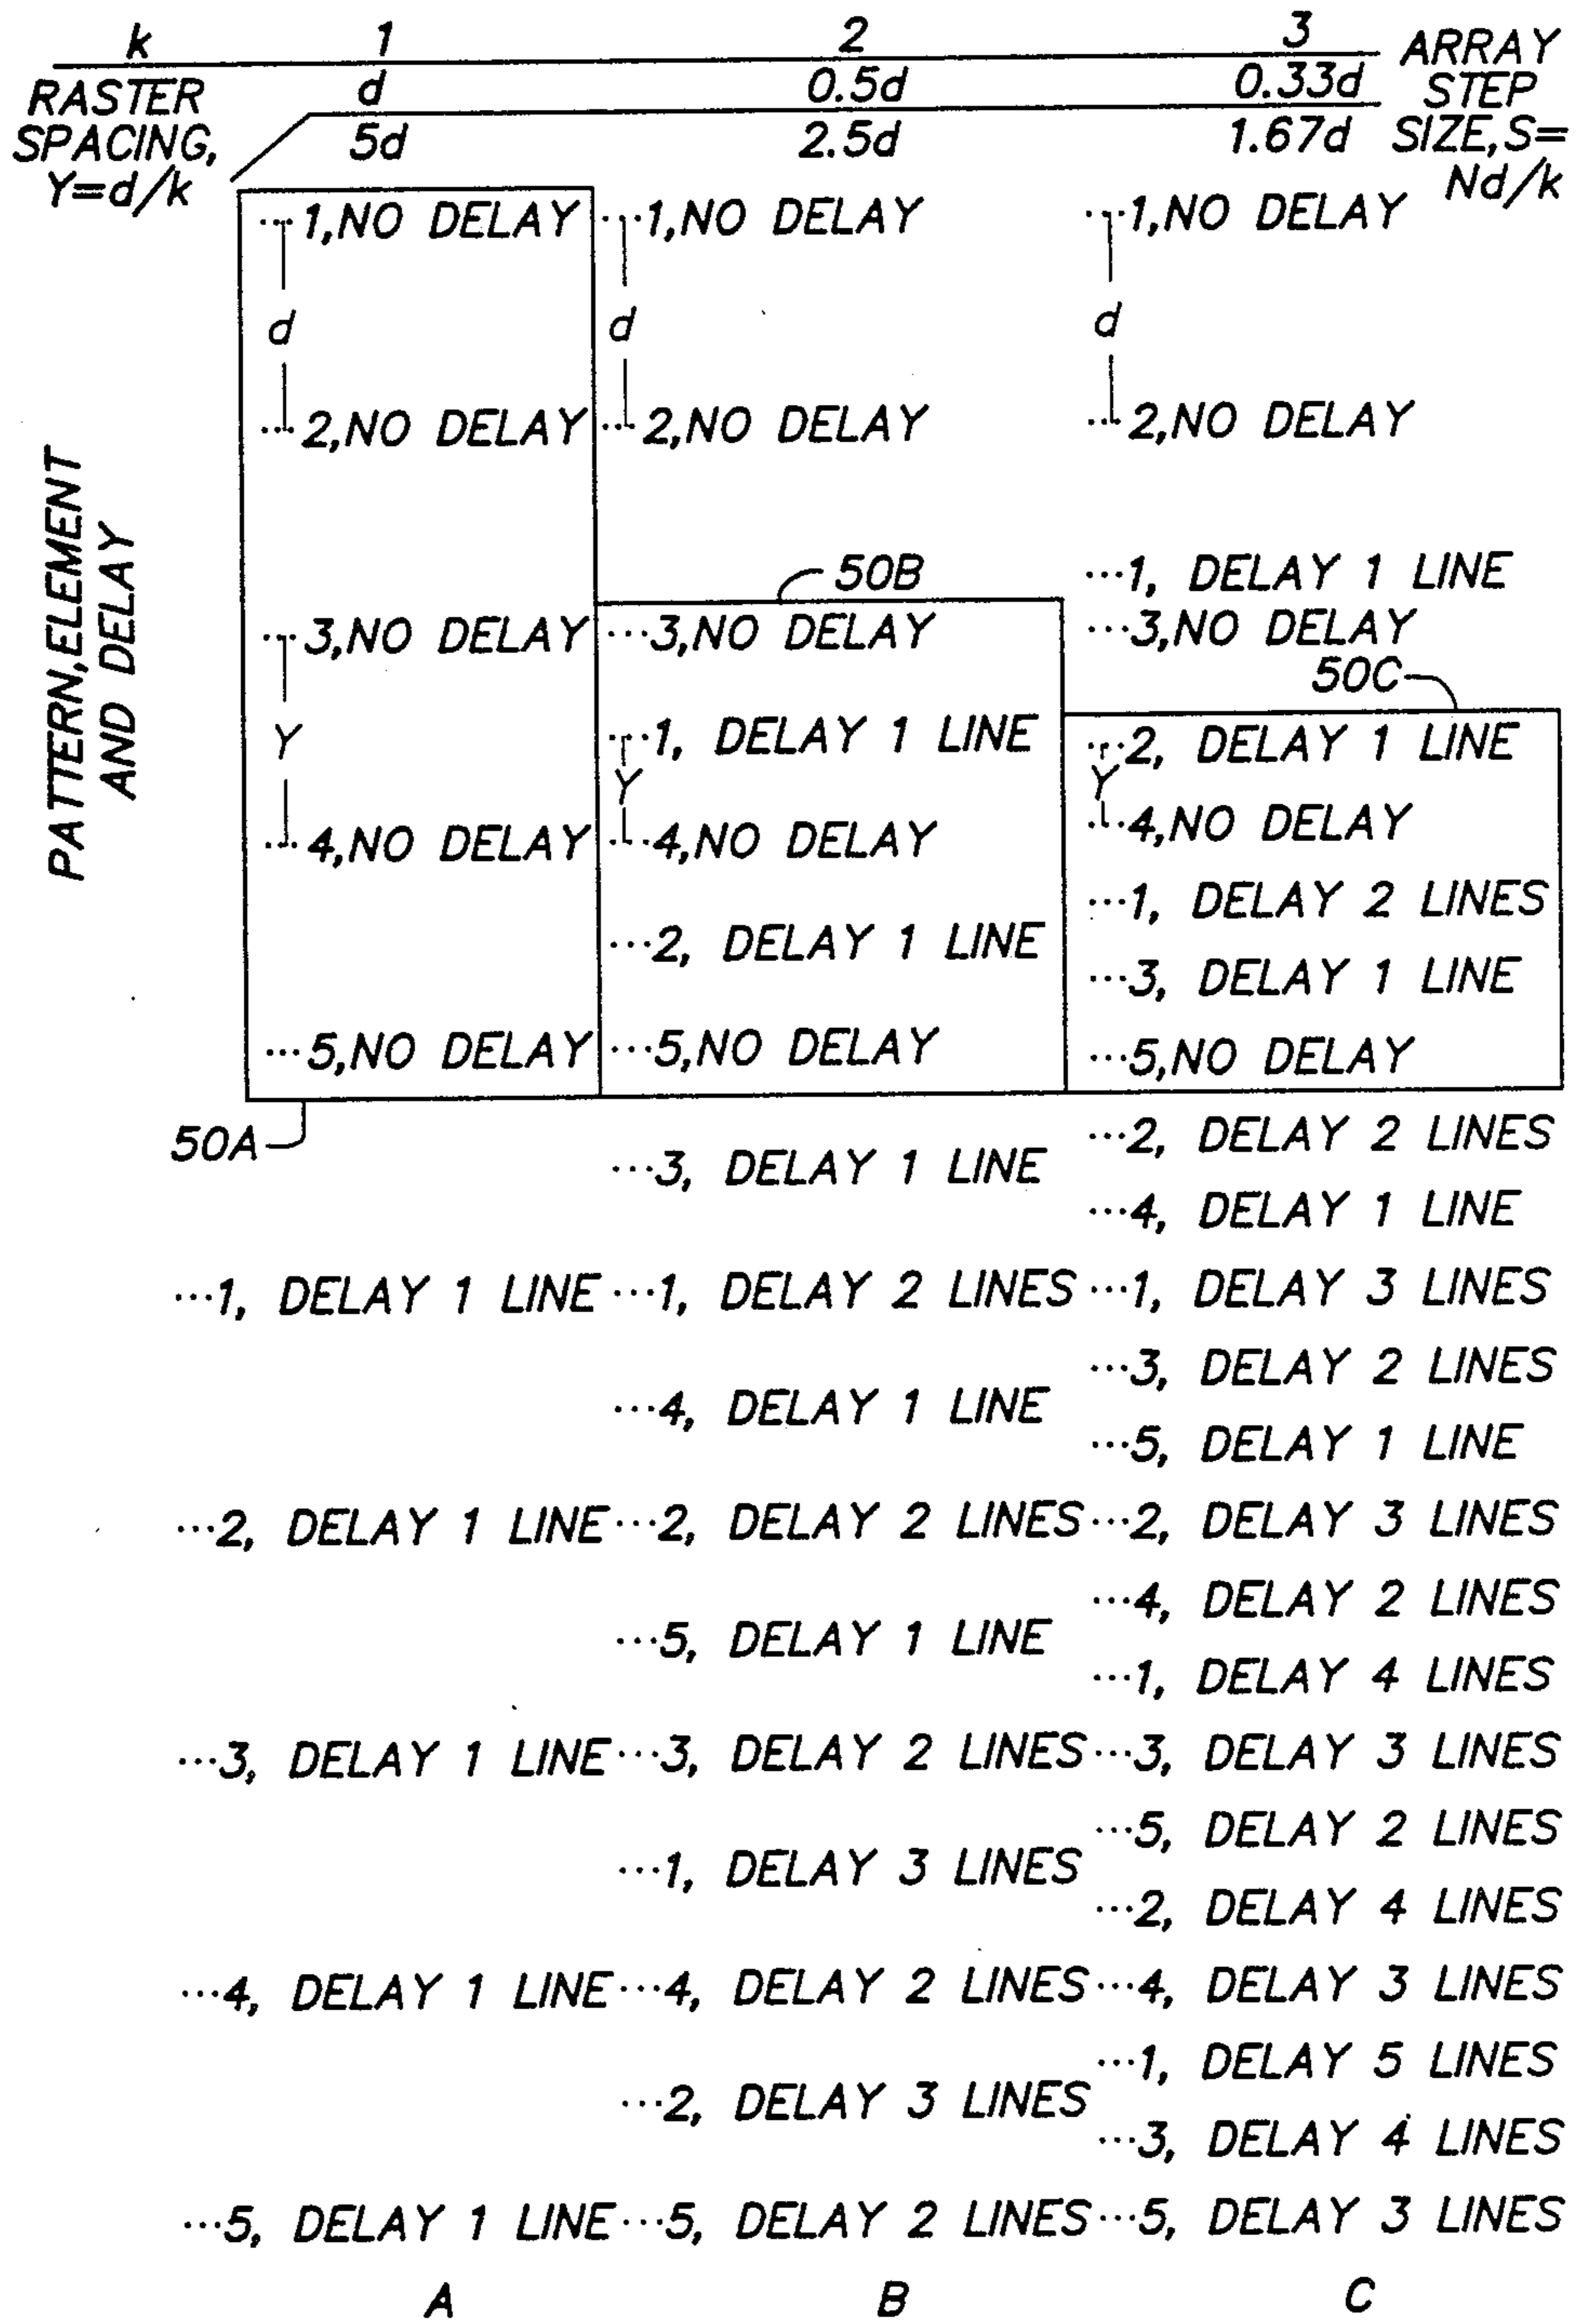 k 1 2 3 ARRAY
RASTER d 0.5d 0.33d STEP
SPACING, 5d 2.5d 1.67d SIZE,S=
Y=d/k Nd/k
PATTERN,ELEMENT
AND DELAY
···1,NO DELAY ···1,NO DELAY ···1,NO DELAY
d d d
···2,NO DELAY ···2,NO DELAY ···2,NO DELAY
50B ···1, DELAY 1 LINE
···3,NO DELAY ···3,NO DELAY ···3,NO DELAY
50C
Y ···1, DELAY 1 LINE ···2, DELAY 1 LINE
Y Y
···4,NO DELAY ···4,NO DELAY ···4,NO DELAY
···1, DELAY 2 LINES
···2, DELAY 1 LINE
···3, DELAY 1 LINE
···5,NO DELAY ···5,NO DELAY ···5,NO DELAY
50A ···2, DELAY 2 LINES
···3, DELAY 1 LINE
···4, DELAY 1 LINE
···1, DELAY 1 LINE ···1, DELAY 2 LINES ···1, DELAY 3 LINES
···3, DELAY 2 LINES
···4, DELAY 1 LINE
···5, DELAY 1 LINE
···2, DELAY 1 LINE ···2, DELAY 2 LINES ···2, DELAY 3 LINES
···4, DELAY 2 LINES
···5, DELAY 1 LINE
···1, DELAY 4 LINES
···3, DELAY 1 LINE ···3, DELAY 2 LINES ···3, DELAY 3 LINES
···5, DELAY 2 LINES
···1, DELAY 3 LINES
···2, DELAY 4 LINES
···4, DELAY 1 LINE ···4, DELAY 2 LINES ···4, DELAY 3 LINES
···1, DELAY 5 LINES
···2, DELAY 3 LINES
···3, DELAY 4 LINES
···5, DELAY 1 LINE ···5, DELAY 2 LINES ···5, DELAY 3 LINES
A B C